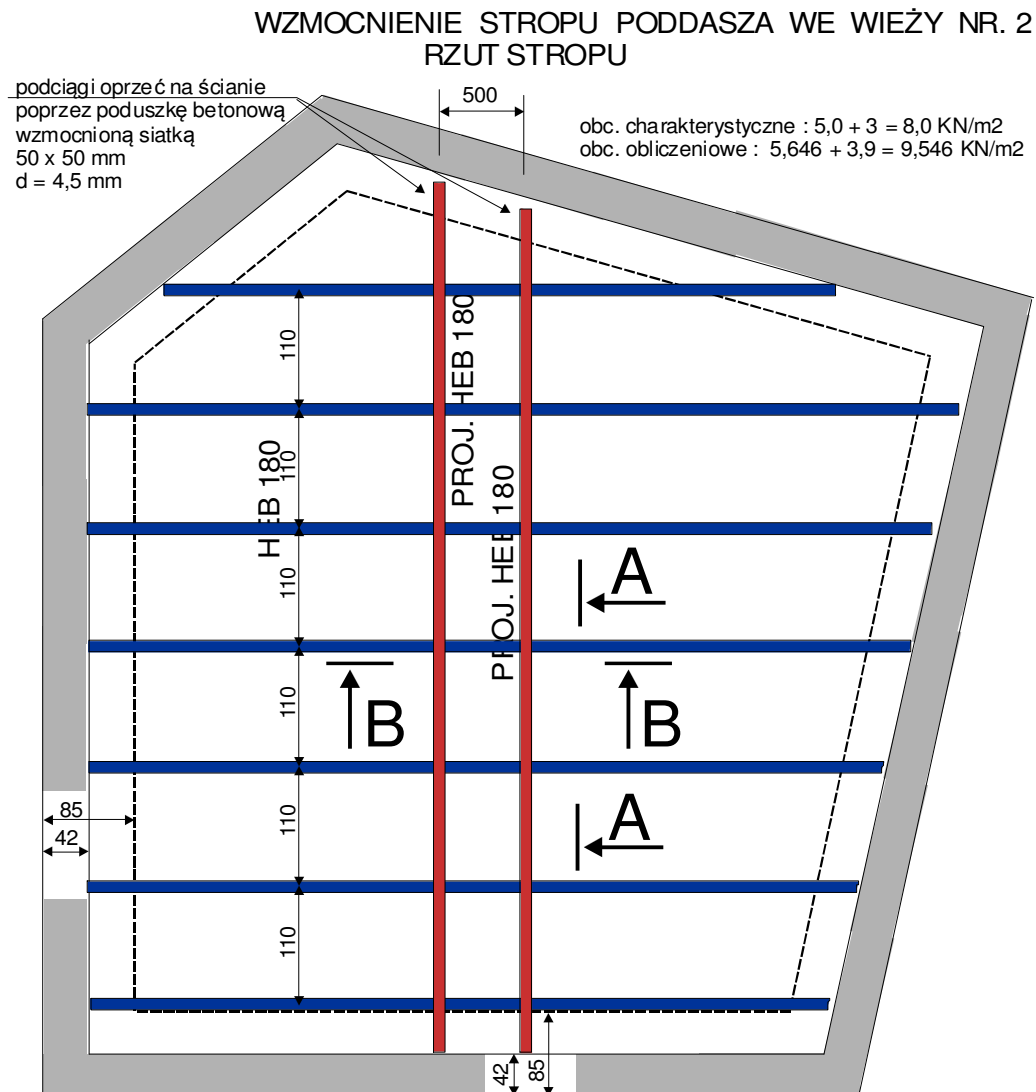 WZMOCNIENIE STROPU PODDASZA WE WIEŻY NR. 2
RZUT STROPU
podciągi oprzeć na ścianie
poprzez poduszkę betonową
wzmocnioną siatką
50 x 50 mm
d = 4,5 mm
500
obc. charakterystyczne : 5,0 + 3 = 8,0 KN/m2
obc. obliczeniowe : 5,646 + 3,9 = 9,546 KN/m2
110
110
110
110
110
110
HEB 180
PROJ. HEB 180
PROJ. HEB 180
A
B
B
A
85
42
42
85